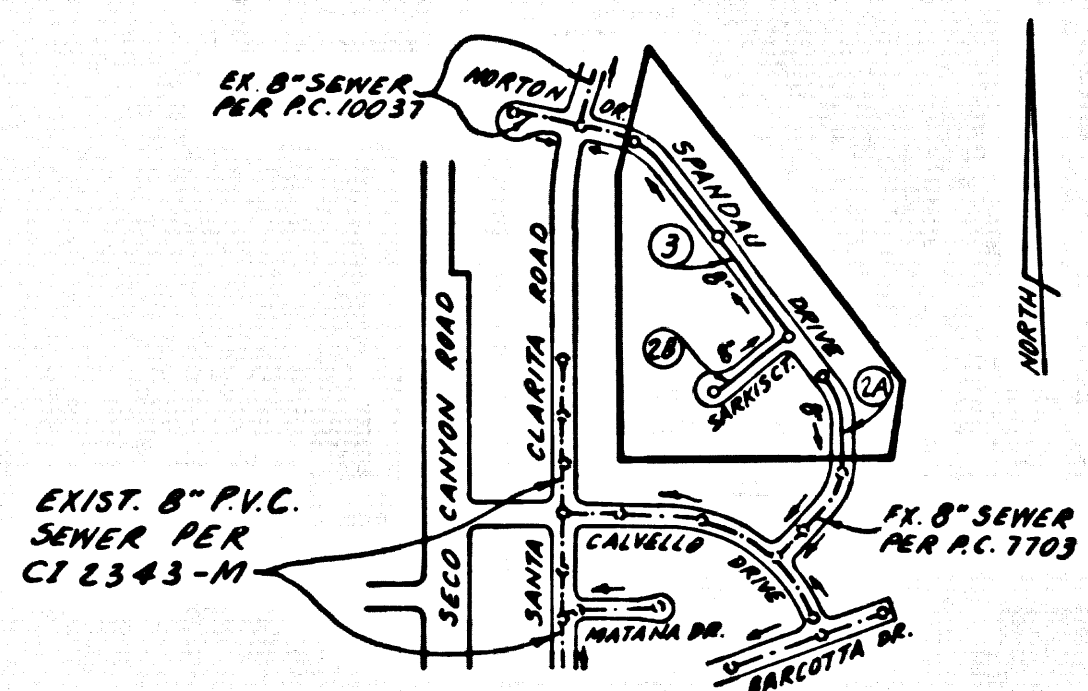 EX. 8" SEWER
PER P.C. 10037
NORTON
DR.
SPANDAU
DRIVE
3
8"
2B
8"
SARKIS CT.
2A
8"
NORTH
SECO CANYON ROAD
SANTA CLARITA ROAD
EXIST. 8" P.V.C.
SEWER PER
CI 2343-M
CALVELLO
DRIVE
EX. 8" SEWER
PER P.C. 7703
MATANA DR.
BARCOTTA DR.